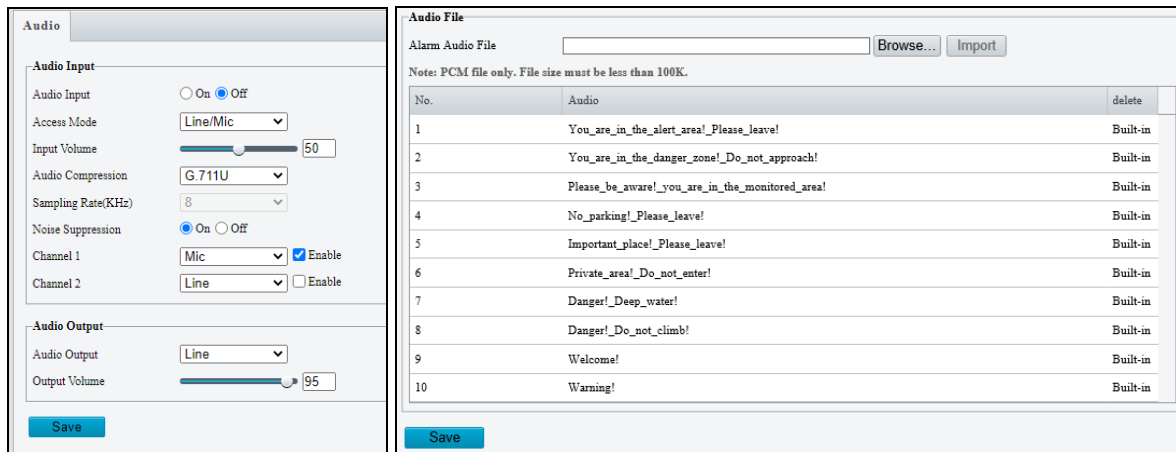 Audio
Audio Input
Audio Input On Off
Access Mode Line/Mic
Input Volume 50
Audio Compression G.711U
Sampling Rate(KHz) 8
Noise Suppression On Off
Channel 1 Mic Enable
Channel 2 Line Enable
Audio Output
Audio Output Line
Output Volume 95
Save
Audio File
Alarm Audio File Browse... Import
Note: PCM file only. File size must be less than 100K.
No. Audio delete
1 You_are_in_the_alert_area!_Please_leave! Built-in
2 You_are_in_the_danger_zone!_Do_not_approach! Built-in
3 Please_be_aware!_you_are_in_the_monitored_area! Built-in
4 No_parking!_Please_leave! Built-in
5 Important_place!_Please_leave! Built-in
6 Private_area!_Do_not_enter! Built-in
7 Danger!_Deep_water! Built-in
8 Danger!_Do_not_climb! Built-in
9 Welcome! Built-in
10 Warning! Built-in
Save